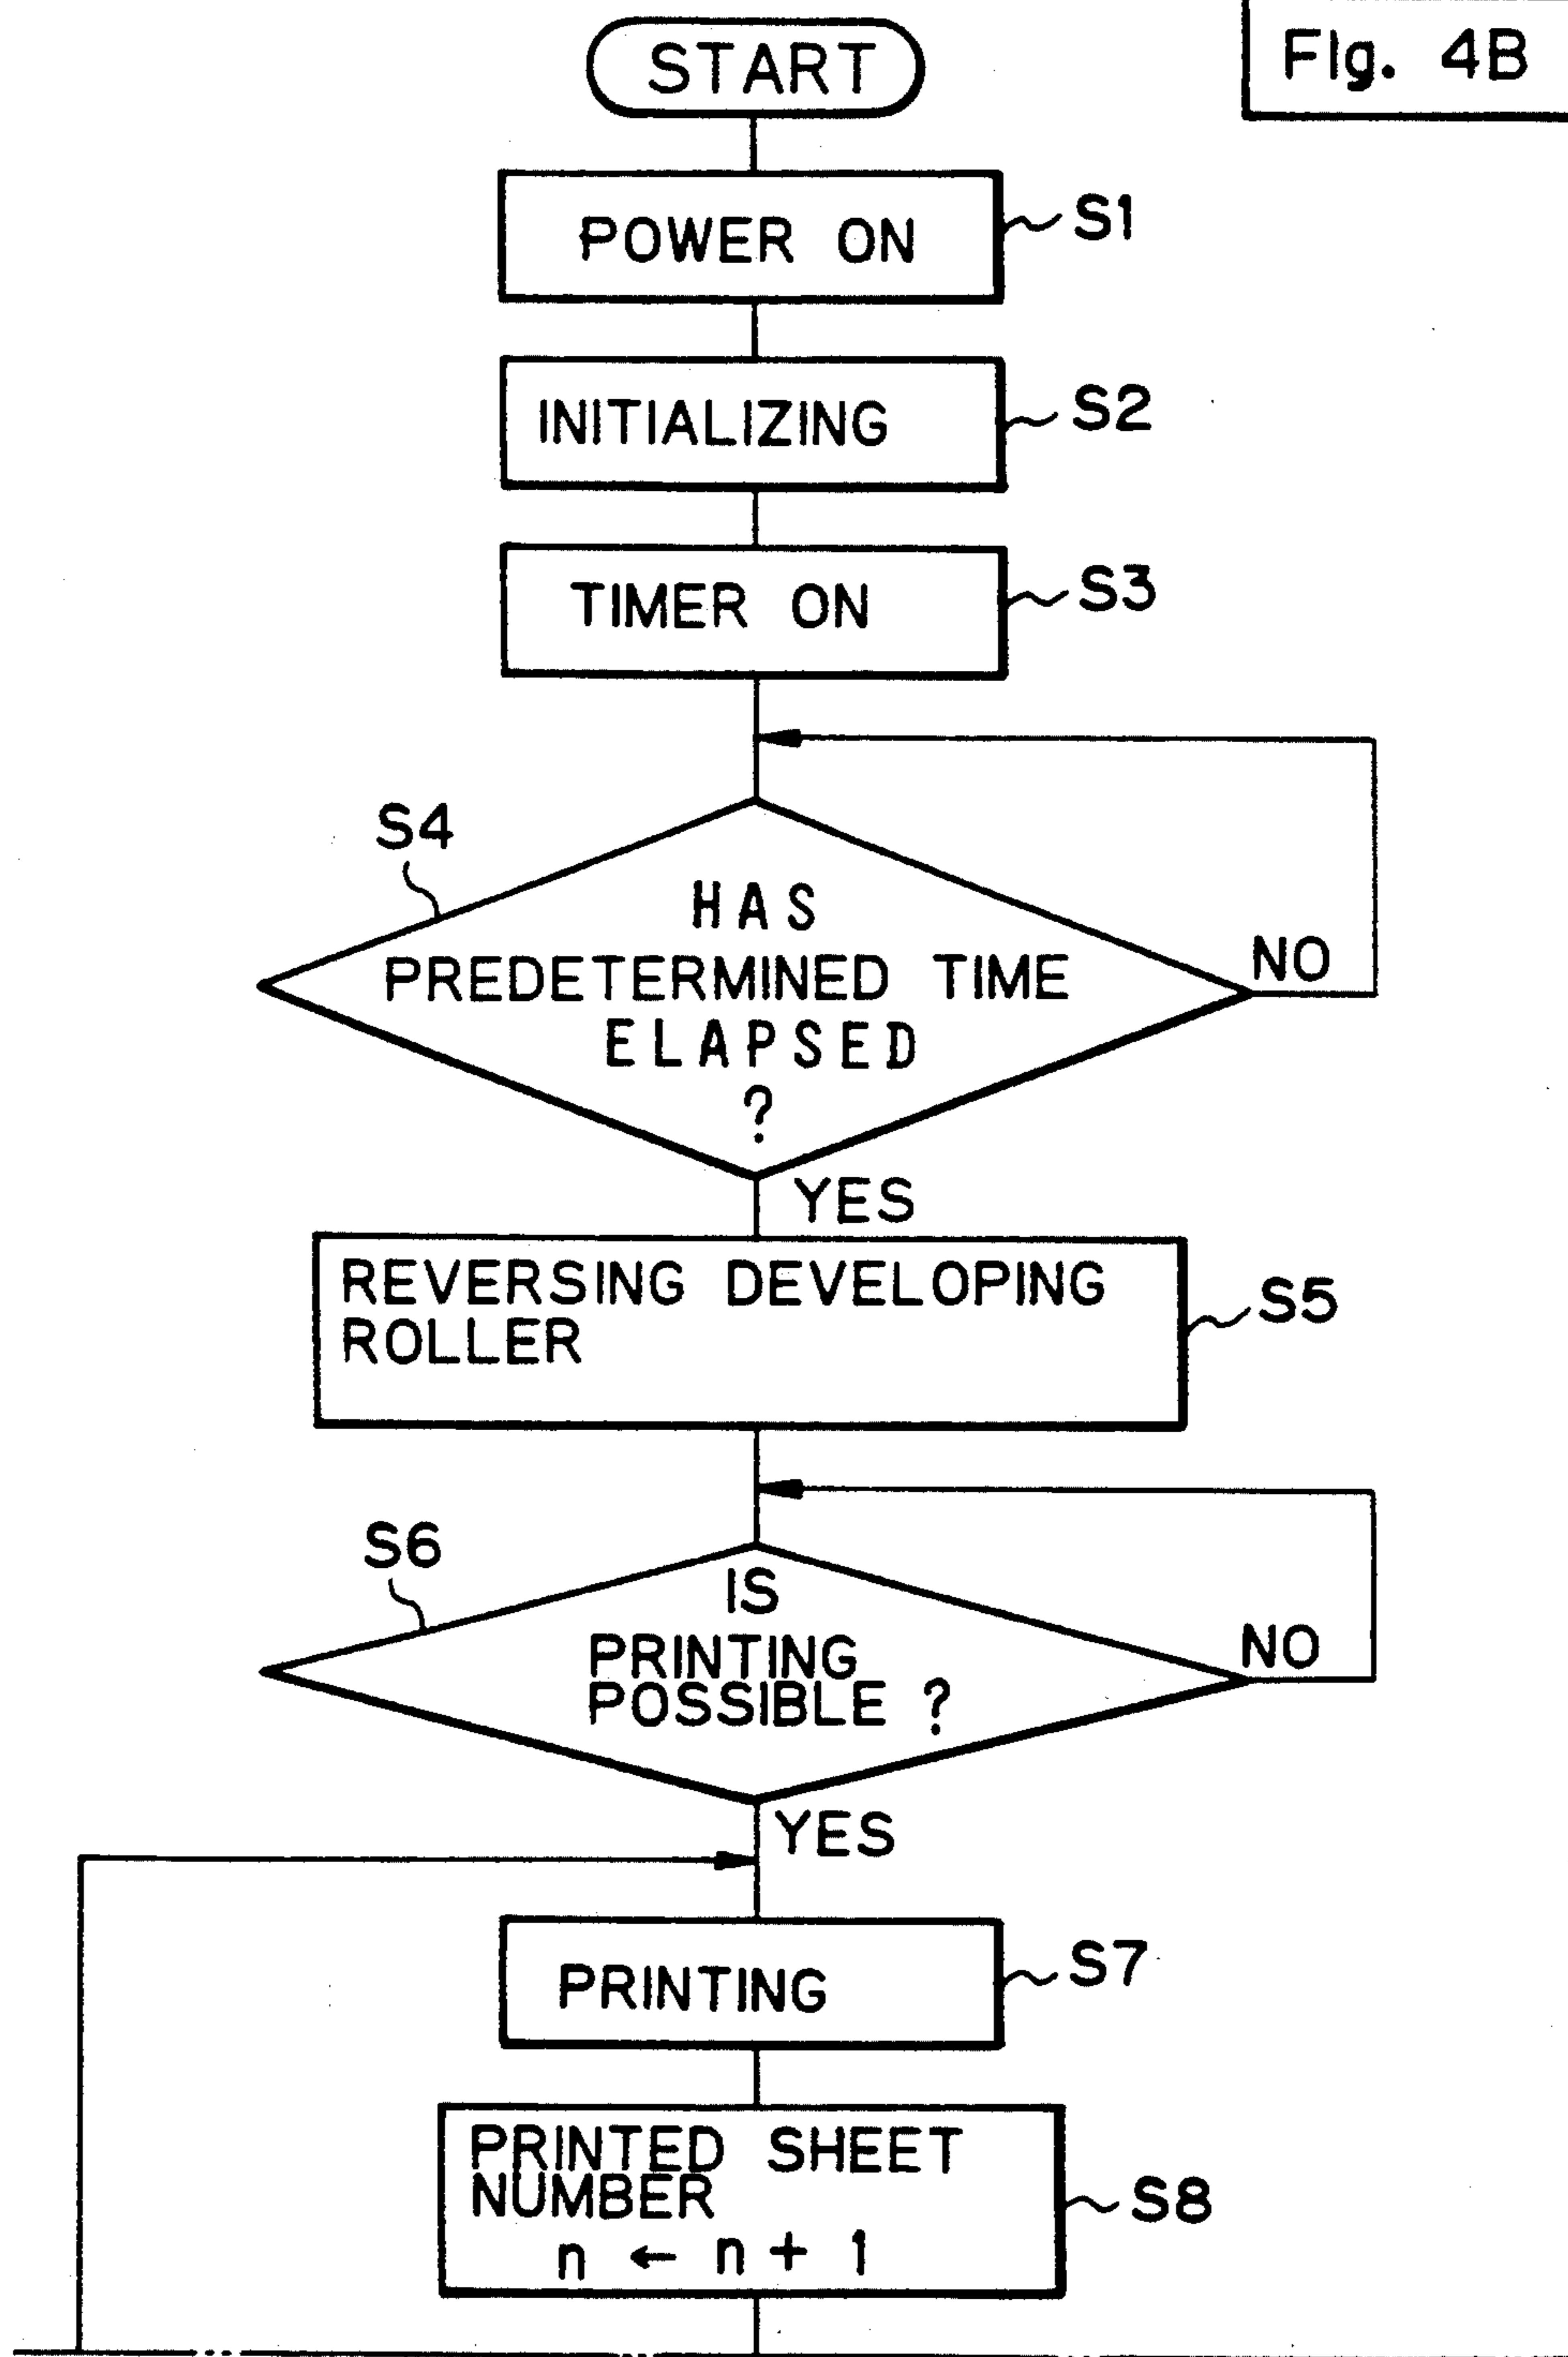 FIg. 4B
START
POWER ON
S1
INITIALIZING
S2
TIMER ON
S3
S4
HAS
PREDETERMINED TIME
ELAPSED
?
NO
YES
REVERSING DEVELOPING
ROLLER
S5
S6
IS
PRINTING
POSSIBLE ?
NO
YES
PRINTING
S7
PRINTED SHEET
NUMBER
n ← n + 1
S8